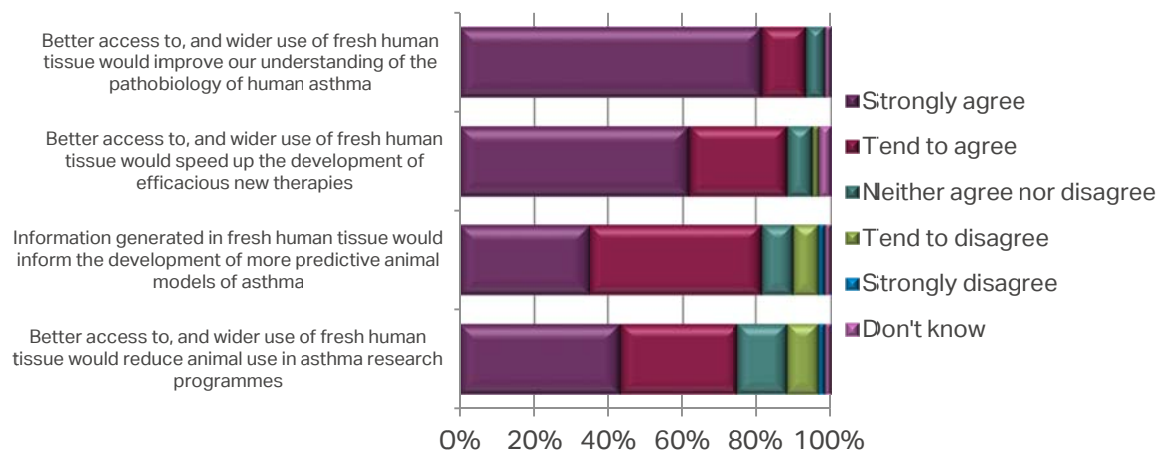 Better access to, and wider use of fresh human
tissue would improve our understanding of the
pathobiology of human asthma
Better access to, and wider use of fresh human
tissue would speed up the development of
efficacious new therapies
Information generated in fresh human tissue would
inform the development of more predictive animal
models of asthma
Better access to, and wider use of fresh human
tissue would reduce animal use in asthma research
programmes
0% 20% 40% 60% 80% 100%
Strongly agree
Tend to agree
Neither agree nor disagree
Tend to disagree
Strongly disagree
Don't know